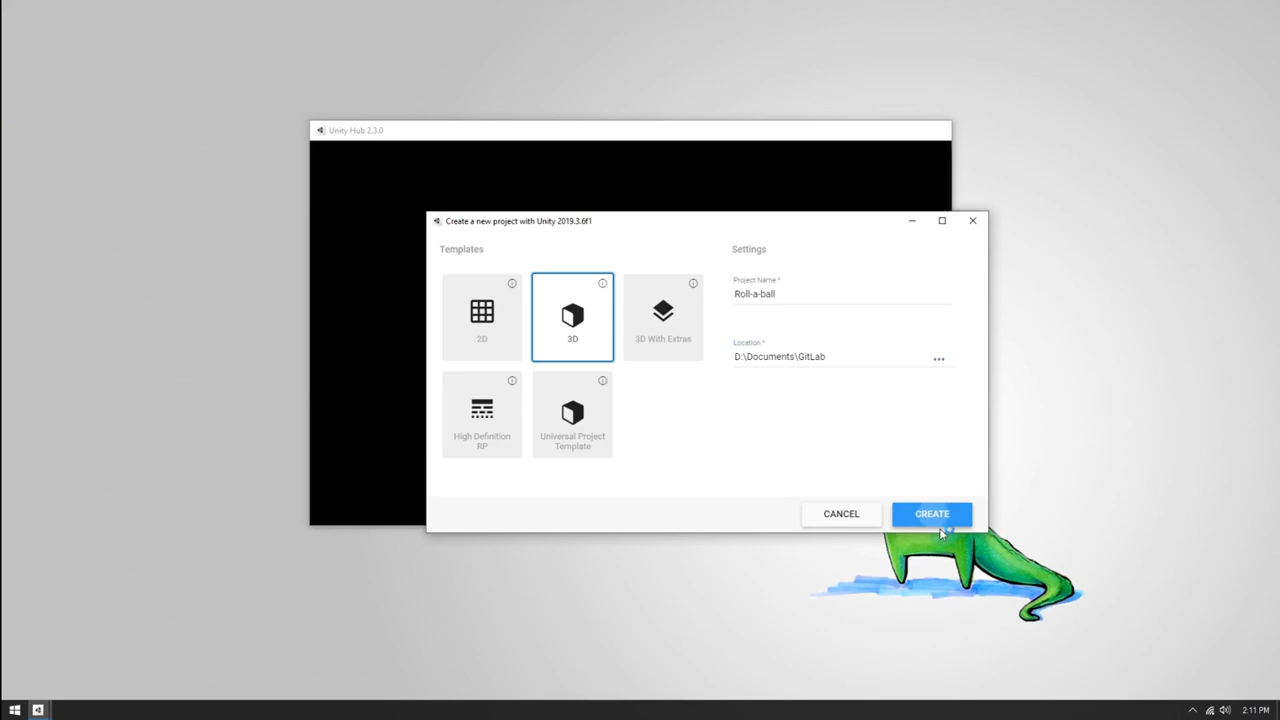 Unity Hub 2.3.0
Create a new project with Unity 2019.3.6f1
Templates
Settings
2D
3D
3D With Extras
High Definition
RP
Universal Project
Template
Project Name *
Roll-a-ball
Location *
D:\Documents\GitLab
CANCEL
CREATE
2:11 PM